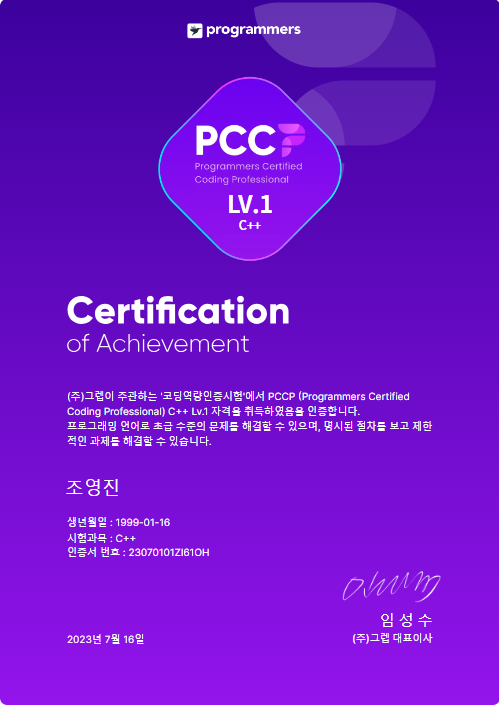 programmers
PCCP
Programmers Certified
Coding Professional
LV.1
C++
Certification
of Achievement
(주)그렙이 주관하는 '코딩역량인증시험'에서 PCCP (Programmers Certified
Coding Professional) C++ Lv.1 자격을 취득하였음을 인증합니다.
프로그래밍 언어로 초급 수준의 문제를 해결할 수 있으며, 명시된 절차를 보고 제한
적인 과제를 해결할 수 있습니다.
조영진
생년월일 : 1999-01-16
시험과목 : C++
인증서 번호 : 23070101ZI61OH
임 성 수
2023년 7월 16일
(주)그렙 대표이사